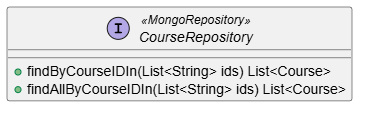 I
«MongoRepository»
CourseRepository
findByCourseIDIn(List<String> ids) List<Course>
findAllByCourseIDIn(List<String> ids) List<Course>